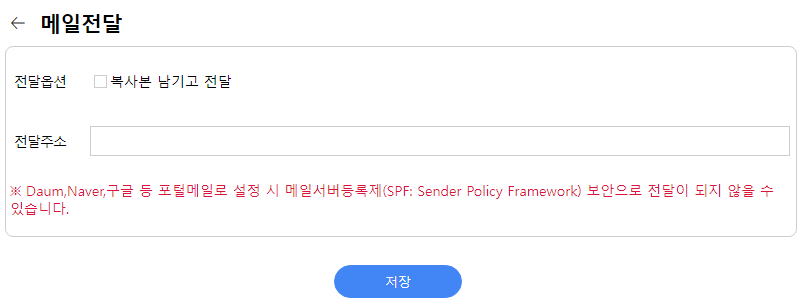 메일전달
전달옵션 복사본 남기고 전달
전달주소
※ Daum,Naver,구글 등 포털메일로 설정 시 메일서버등록제(SPF: Sender Policy Framework) 보안으로 전달이 되지 않을 수
있습니다.
저장